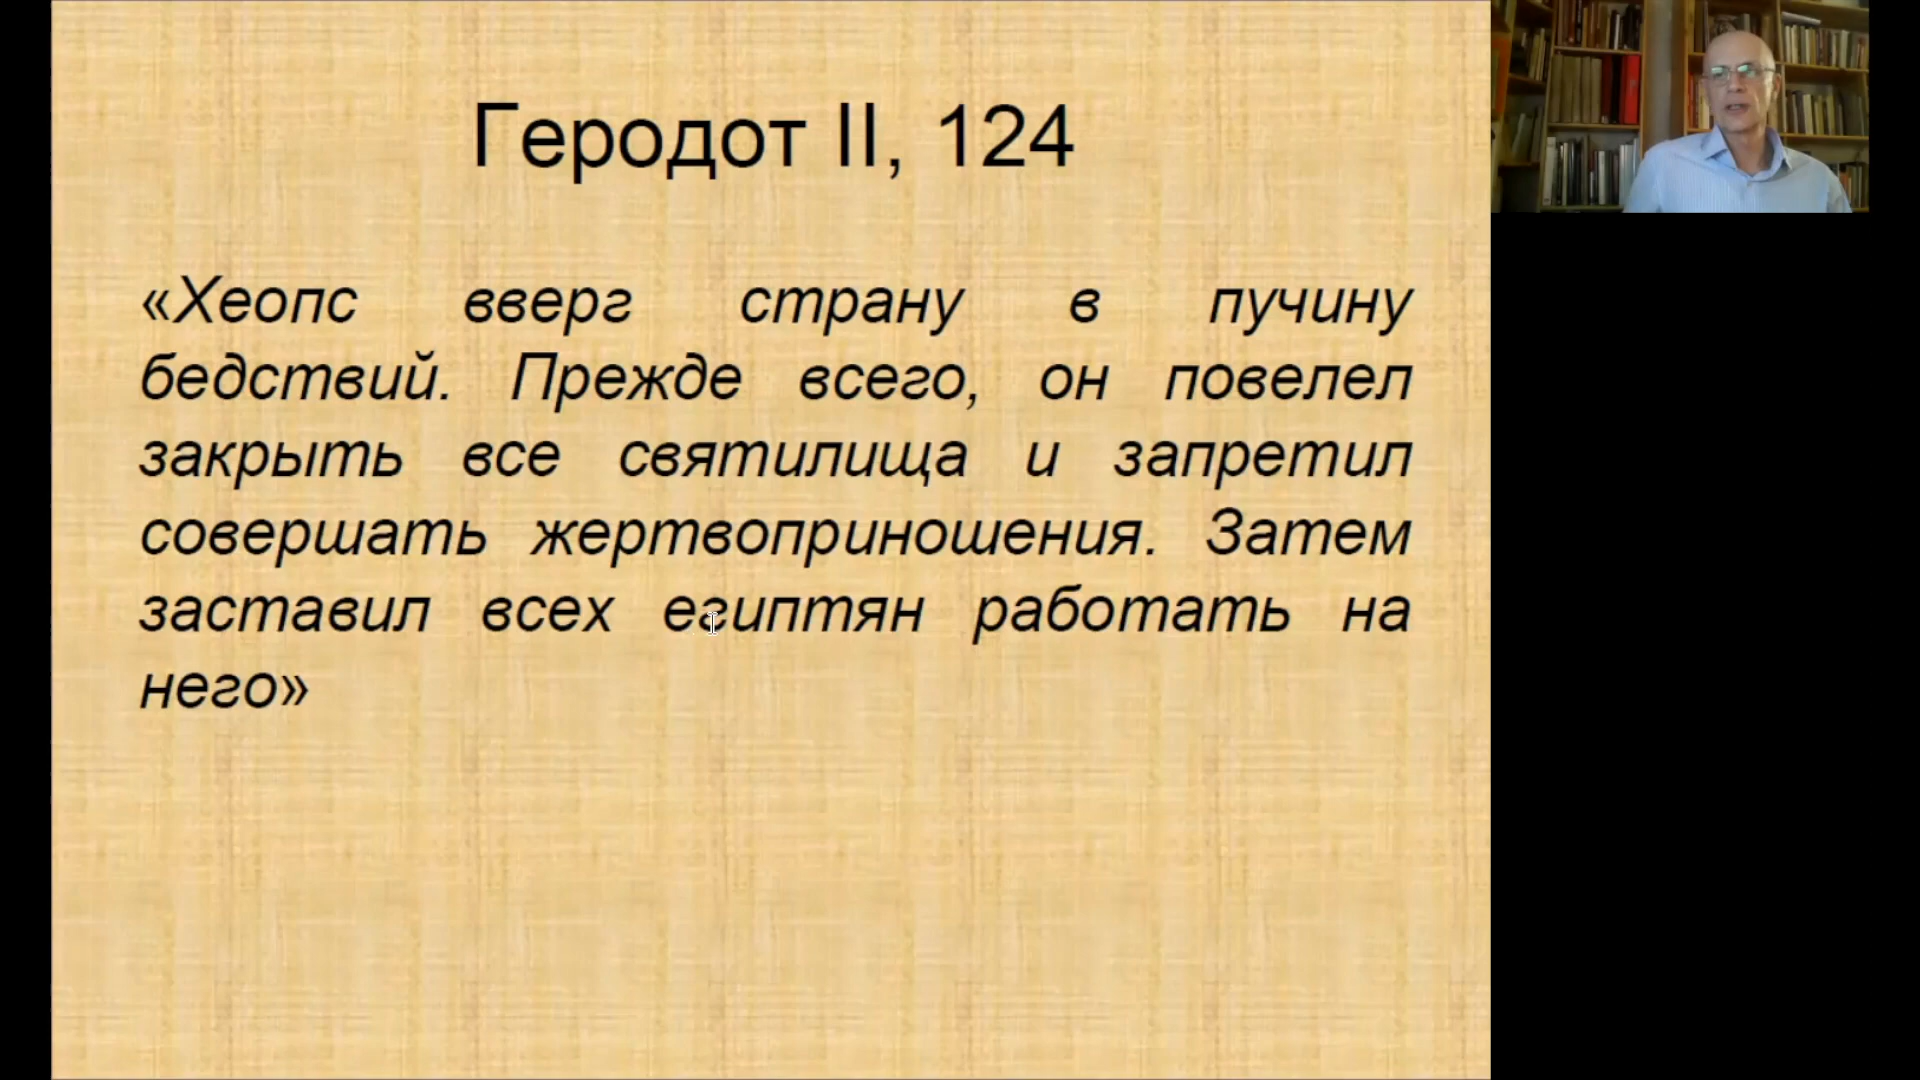 Геродот II, 124
«Хеопс вверг страну в пучину
бедствий. Прежде всего, он повелел
закрыть все святилища и запретил
совершать жертвоприношения. Затем
заставил всех египтян работать на
него»